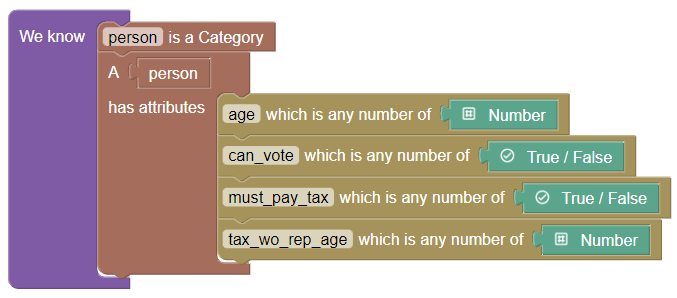 We know person is a Category
A person
has attributes age which is any number of Number
can_vote which is any number of True / False
must_pay_tax which is any number of True / False
tax_wo_rep_age which is any number of Number